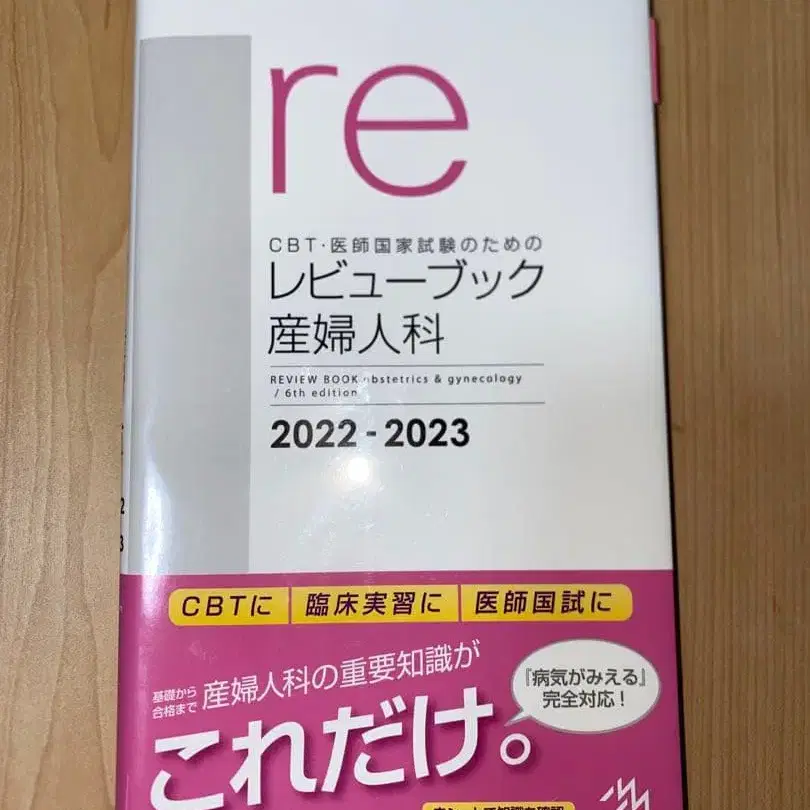 re
CBT・医師国家試験のための
レビューブック
産婦人科
REVIEW BOOK obstetrics & gynecology
/ 6th edition
2022-2023
2
3
CBTに 臨床実習に 医師国試に
基礎から
合格まで
産婦人科の重要知識が
『病気がみえる』
完全対応！
これだけ。